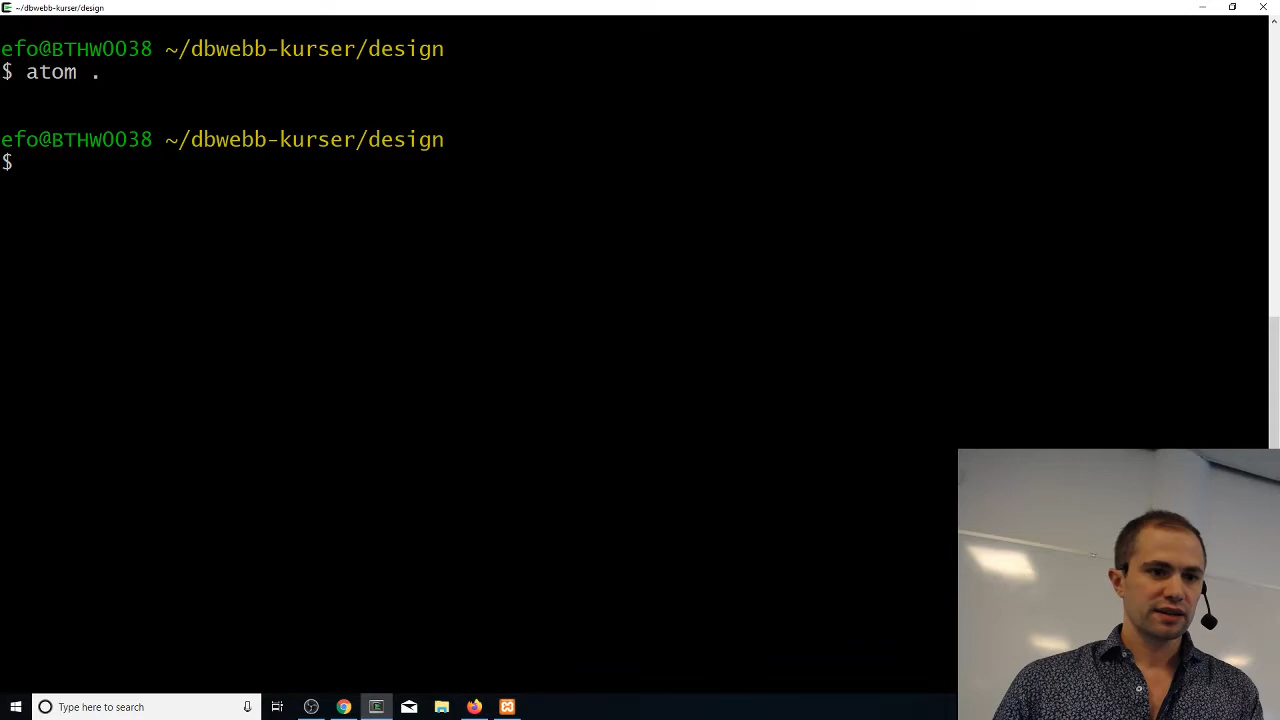 ~/dbwebb-kurser/design
efo@BTHW0038 ~/dbwebb-kurser/design
$ atom .
efo@BTHW0038 ~/dbwebb-kurser/design
$
Type here to search